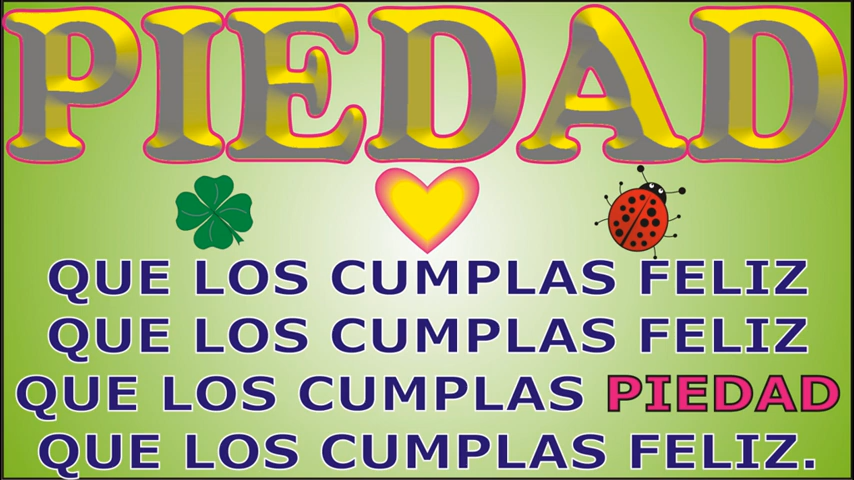 PIEDAD
QUE LOS CUMPLAS FELIZ
QUE LOS CUMPLAS FELIZ
QUE LOS CUMPLAS PIEDAD
QUE LOS CUMPLAS FELIZ.